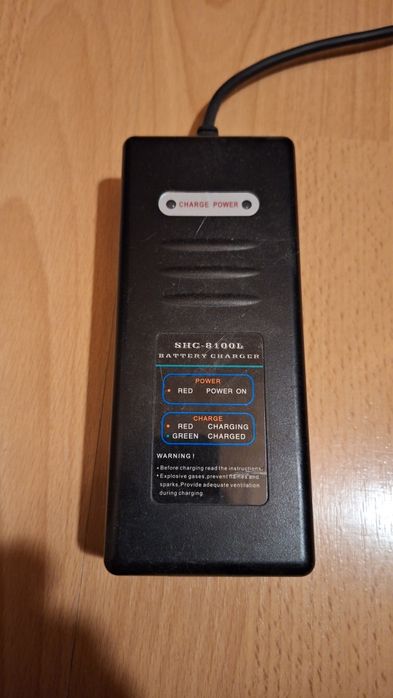 CHARGE POWER
SHC-8100L
BATTERY CHARGER
POWER
RED POWER ON
CHARGE
RED CHARGING
GREEN CHARGED
WARNING!
• Before charging read the instructions.
• Explosive gases,prevent flames and
sparks.Provide adequate ventilation
during charging.